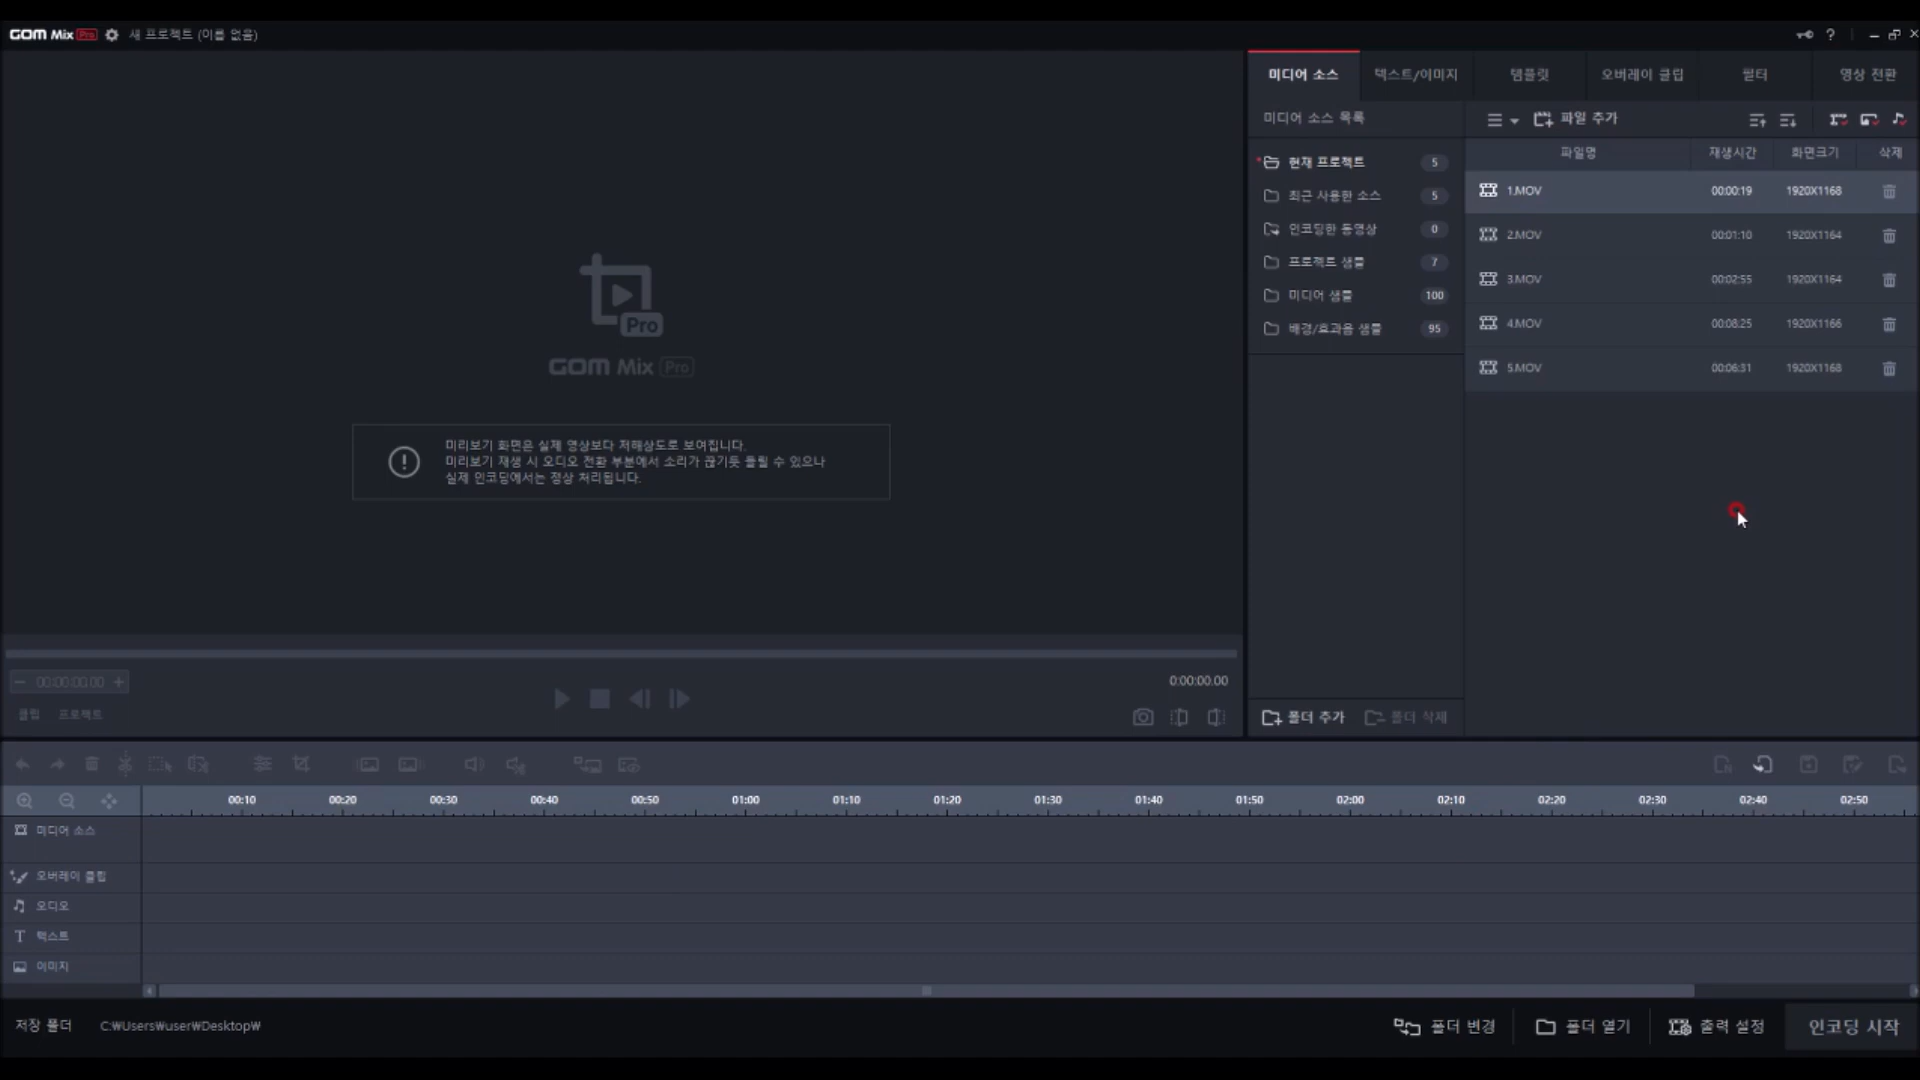 GOM Mix Pro 새 프로젝트 (이름 없음)
?
미디어 소스 텍스트/이미지 템플릿 오버레이 클립 필터 영상 전환
미디어 소스 목록
파일 추가
파일명 재생시간 화면크기 삭제
현재 프로젝트 5
최근 사용한 소스 5
인코딩한 동영상 0
프로젝트 샘플 7
미디어 샘플 100
배경/효과음 샘플 95
1.MOV 00:00:19 1920X1168
2.MOV 00:01:10 1920X1164
3.MOV 00:02:55 1920X1164
4.MOV 00:08:25 1920X1166
5.MOV 00:06:31 1920X1168
Pro
GOM Mix Pro
미리보기 화면은 실제 영상보다 저해상도로 보여집니다.
미리보기 재생 시 오디오 전환 부분에서 소리가 끊기듯 들릴 수 있으나
실제 인코딩에서는 정상 처리됩니다.
00:00:00.00
0:00:00.00
클립 프로젝트
폴더 추가 폴더 삭제
00:10 00:20 00:30 00:40 00:50 01:00 01:10 01:20 01:30 01:40 01:50 02:00 02:10 02:20 02:30 02:40 02:50
미디어 소스
오버레이 클립
오디오
텍스트
이미지
저장 폴더 C:₩Users₩user₩Desktop₩
폴더 변경 폴더 열기 출력 설정 인코딩 시작